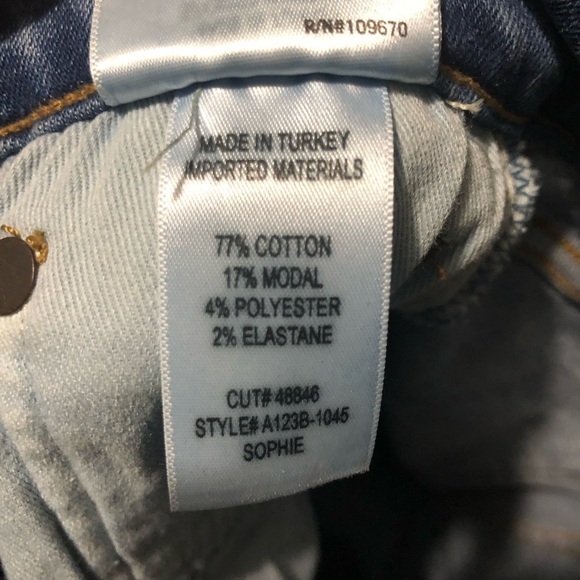 R/N#109670
MADE IN TURKEY
IMPORTED MATERIALS
77% COTTON
17% MODAL
4% POLYESTER
2% ELASTANE
CUT# 48846
STYLE# A123B-1045
SOPHIE